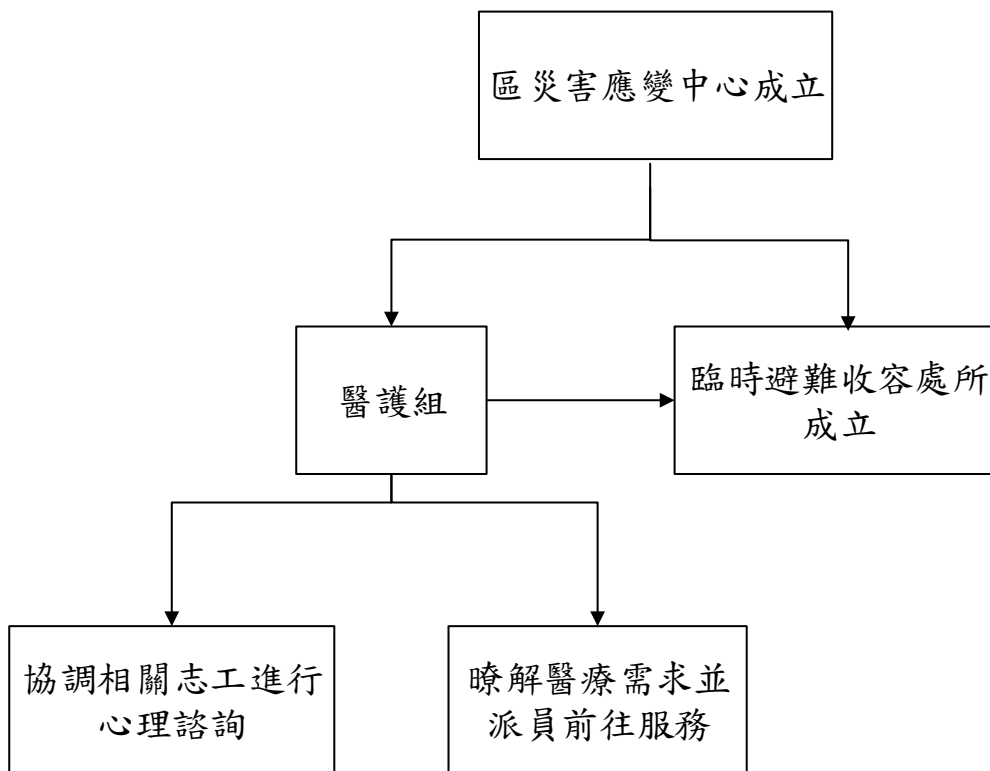 區災害應變中心成立
醫護組
臨時避難收容處所
成立
協調相關志工進行
心理諮詢
瞭解醫療需求並
派員前往服務